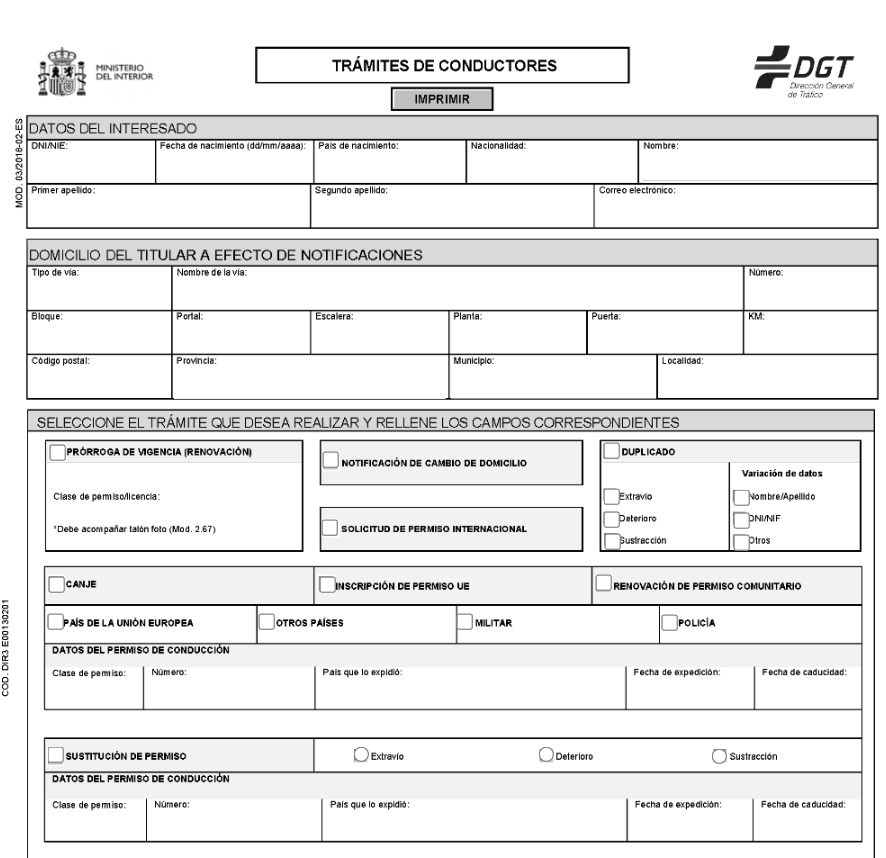 MINISTERIO
DEL INTERIOR
TRÁMITES DE CONDUCTORES
DGT
Dirección General
de Tráfico
IMPRIMIR
MOD. 03/2018-02-ES
DATOS DEL INTERESADO
DNI/NIE: Fecha de nacimiento (dd/mm/aaaa): País de nacimiento: Nacionalidad: Nombre:
Primer apellido: Segundo apellido: Correo electrónico:
DOMICILIO DEL TITULAR A EFECTO DE NOTIFICACIONES
Tipo de vía: Nombre de la vía: Número:
Bloque: Portal: Escalera: Planta: Puerta: KM:
Código postal: Provincia: Municipio: Localidad:
SELECCIONE EL TRÁMITE QUE DESEA REALIZAR Y RELLENE LOS CAMPOS CORRESPONDIENTES
PRÓRROGA DE VIGENCIA (RENOVACIÓN)
Clase de permiso/licencia:
*Debe acompañar talón foto (Mod. 2.67)
NOTIFICACIÓN DE CAMBIO DE DOMICILIO
SOLICITUD DE PERMISO INTERNACIONAL
DUPLICADO
Variación de datos
Extravío Nombre/Apellido
Deterioro DNI/NIF
Sustracción Otros
CANJE INSCRIPCIÓN DE PERMISO UE RENOVACIÓN DE PERMISO COMUNITARIO
PAÍS DE LA UNIÓN EUROPEA OTROS PAÍSES MILITAR POLICÍA
DATOS DEL PERMISO DE CONDUCCIÓN
Clase de permiso: Número: País que lo expidió: Fecha de expedición: Fecha de caducidad:
COD. DIR3 E00130201
SUSTITUCIÓN DE PERMISO Extravío Deterioro Sustracción
DATOS DEL PERMISO DE CONDUCCIÓN
Clase de permiso: Número: País que lo expidió: Fecha de expedición: Fecha de caducidad: